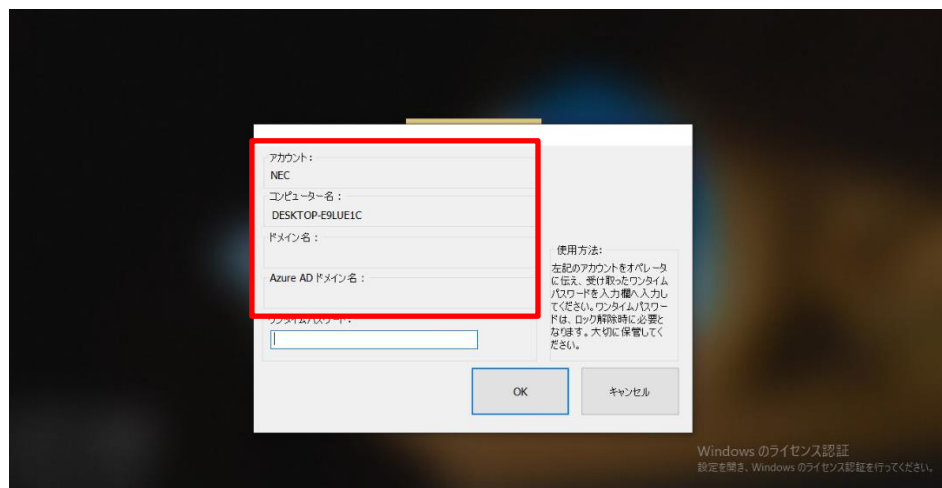 アカウント：
NEC
コンピューター名：
DESKTOP-E9LUE1C
ドメイン名：
Azure AD ドメイン名：
ワンタイムパスワード：
使用方法：
左記のアカウントをオペレータ
に伝え、受け取ったワンタイム
パスワードを入力欄へ入力し
てください。ワンタイムパスワー
ドは、ロック解除時に必要と
なります。大切に保管してく
ださい。
OK
キャンセル
Windows のライセンス認証
設定を開き、Windows のライセンス認証を行ってください。